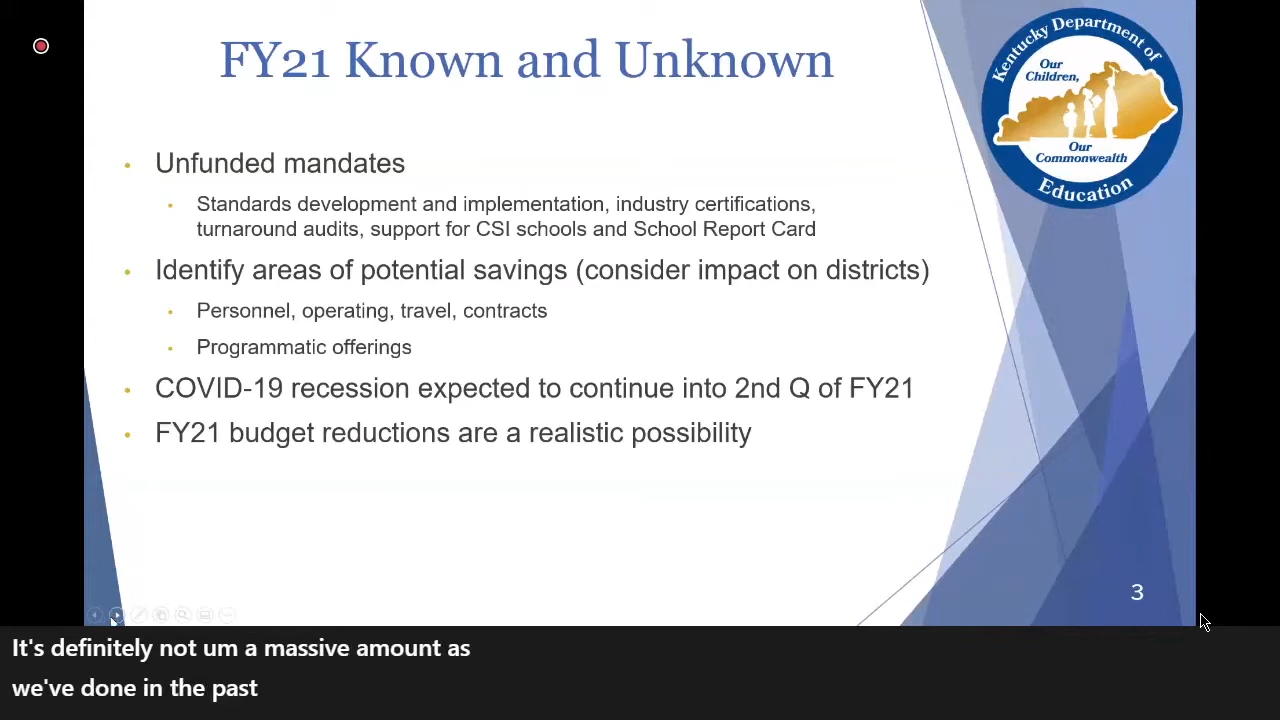 FY21 Known and Unknown
Kentucky Department of
Our
Children,
Our
Commonwealth
Education
• Unfunded mandates
• Standards development and implementation, industry certifications,
turnaround audits, support for CSI schools and School Report Card
• Identify areas of potential savings (consider impact on districts)
• Personnel, operating, travel, contracts
• Programmatic offerings
• COVID-19 recession expected to continue into 2nd Q of FY21
• FY21 budget reductions are a realistic possibility
3
It's definitely not um a massive amount as
we've done in the past